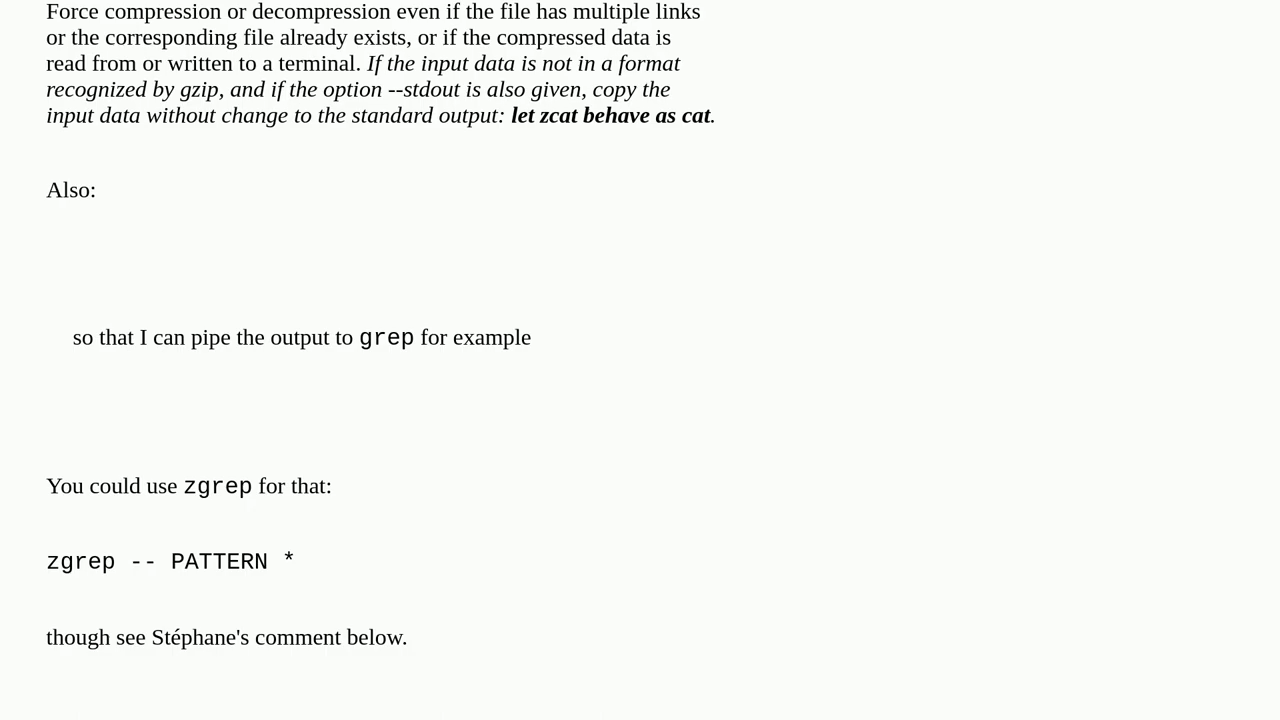 Force compression or decompression even if the file has multiple links
or the corresponding file already exists, or if the compressed data is
read from or written to a terminal. If the input data is not in a format
recognized by gzip, and if the option --stdout is also given, copy the
input data without change to the standard output: let zcat behave as cat.
Also:
so that I can pipe the output to grep for example
You could use zgrep for that:
zgrep -- PATTERN *
though see Stéphane's comment below.